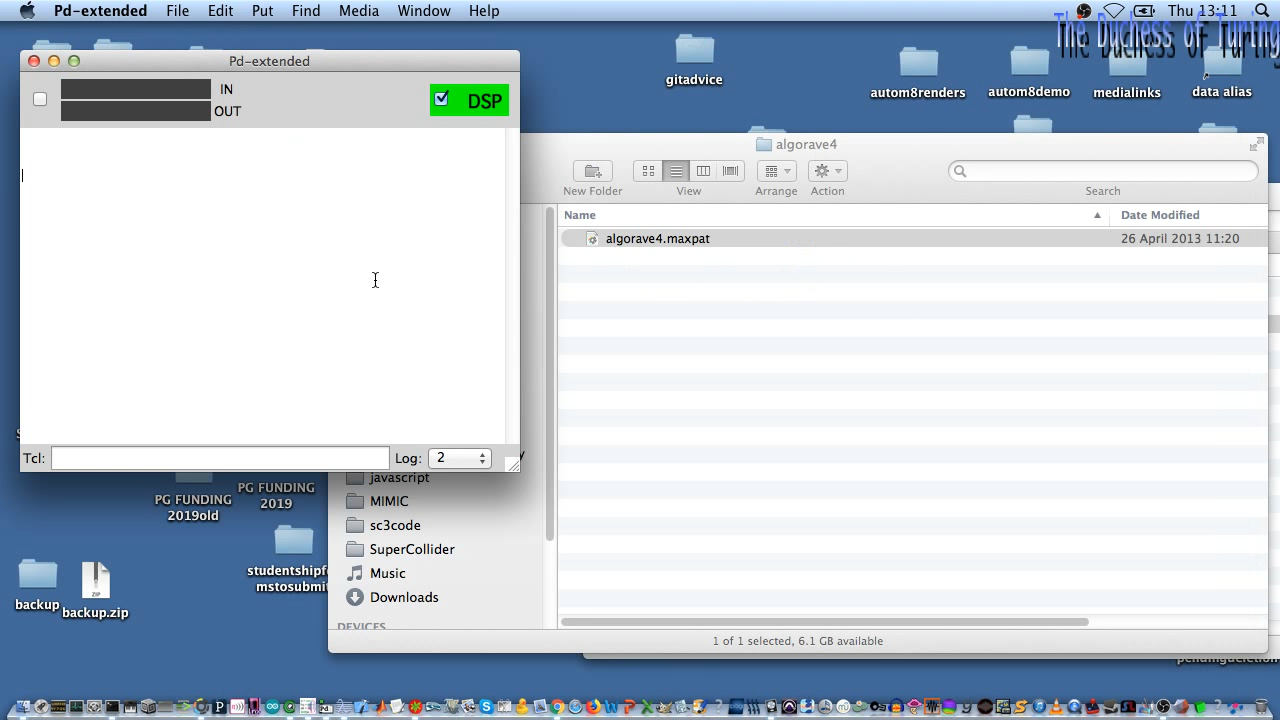 Pd-extended File Edit Put Find Media Window Help Thu 13:11
The Duchess of Turing
Pd-extended
IN
OUT
DSP
Tcl:
Log: 2
gitadvice
autom8renders
autom8demo
medialinks
data alias
algorave4
New Folder
View
Arrange
Action
Search
Name
Date Modified
algorave4.maxpat
26 April 2013 11:20
javascript
MIMIC
sc3code
SuperCollider
Music
Downloads
DEVICES
1 of 1 selected, 6.1 GB available
PG FUNDING
2019old
PG FUNDING
2019
backup
ZIP
backup.zip